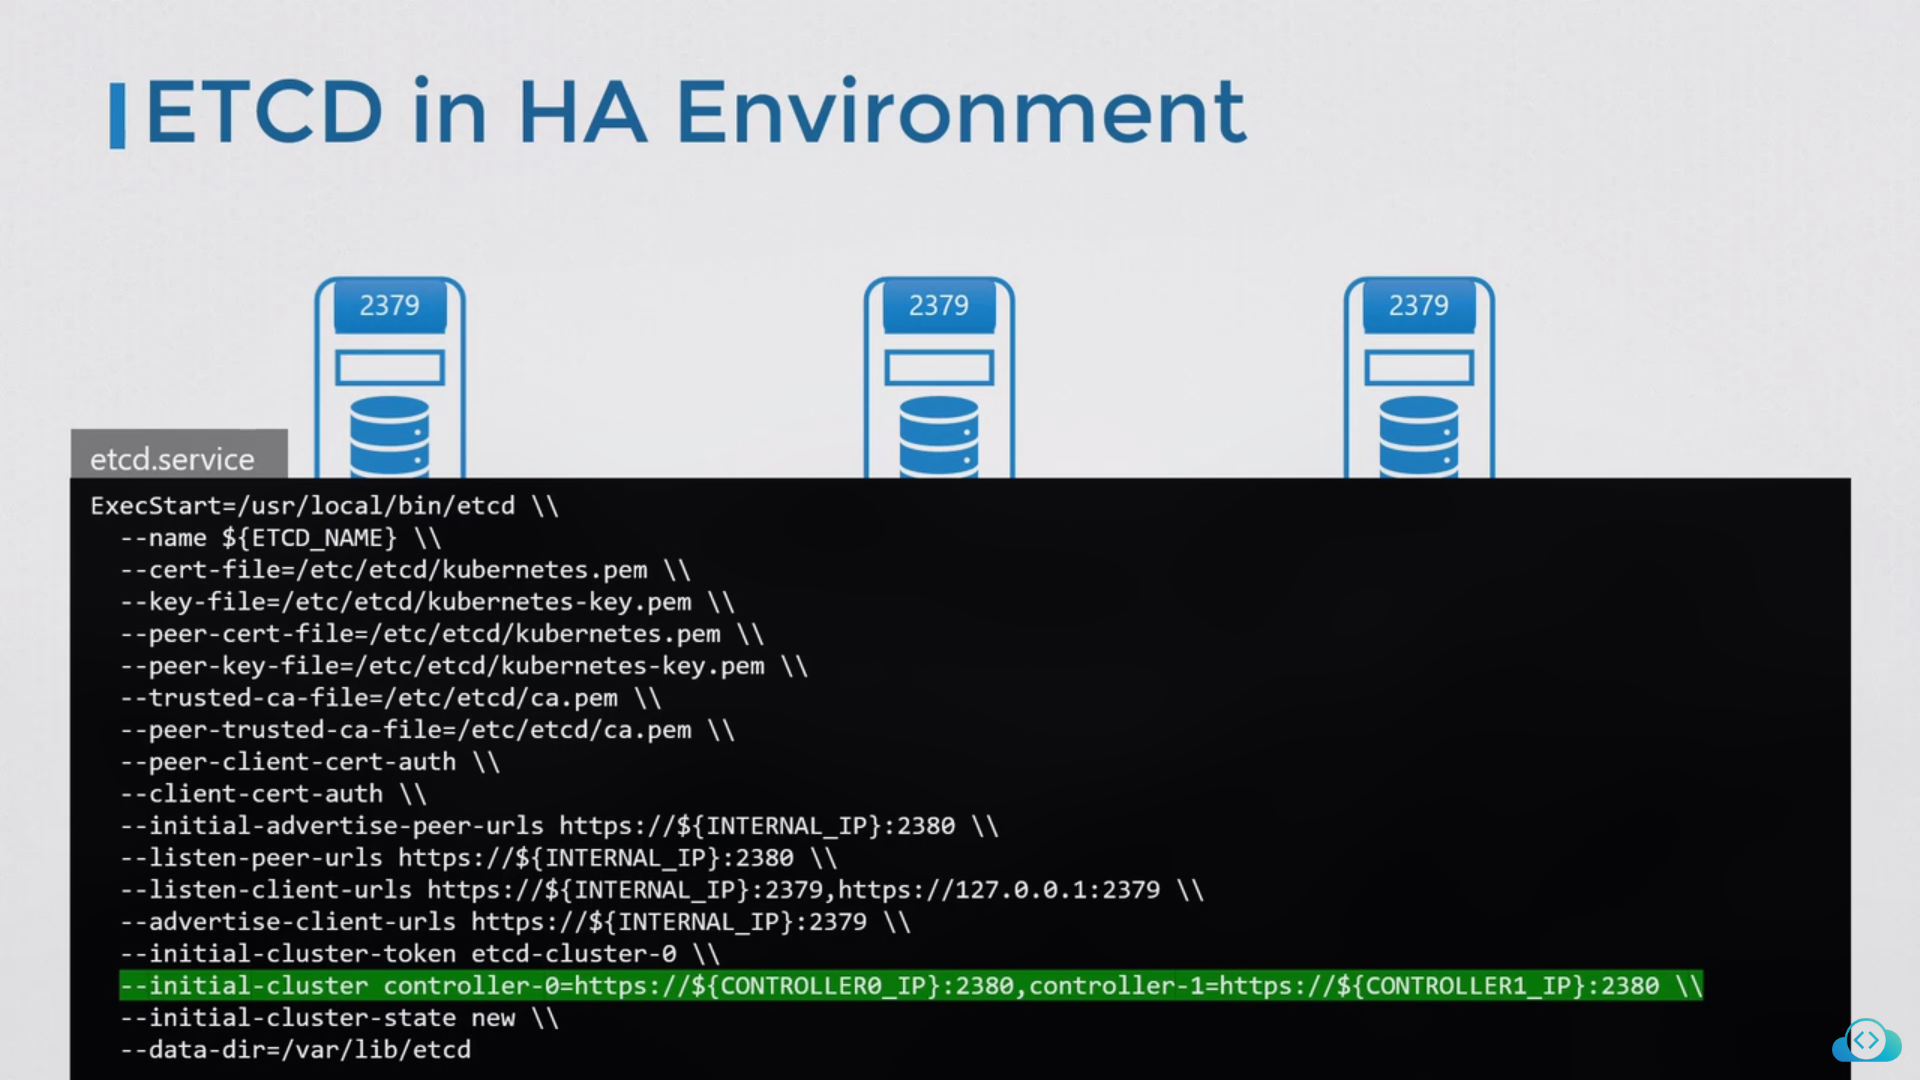 ETCD in HA Environment
2379
2379
2379
etcd.service
ExecStart=/usr/local/bin/etcd \\
--name ${ETCD_NAME} \\
--cert-file=/etc/etcd/kubernetes.pem \\
--key-file=/etc/etcd/kubernetes-key.pem \\
--peer-cert-file=/etc/etcd/kubernetes.pem \\
--peer-key-file=/etc/etcd/kubernetes-key.pem \\
--trusted-ca-file=/etc/etcd/ca.pem \\
--peer-trusted-ca-file=/etc/etcd/ca.pem \\
--peer-client-cert-auth \\
--client-cert-auth \\
--initial-advertise-peer-urls https://${INTERNAL_IP}:2380 \\
--listen-peer-urls https://${INTERNAL_IP}:2380 \\
--listen-client-urls https://${INTERNAL_IP}:2379,https://127.0.0.1:2379 \\
--advertise-client-urls https://${INTERNAL_IP}:2379 \\
--initial-cluster-token etcd-cluster-0 \\
--initial-cluster controller-0=https://${CONTROLLER0_IP}:2380,controller-1=https://${CONTROLLER1_IP}:2380 \\
--initial-cluster-state new \\
--data-dir=/var/lib/etcd